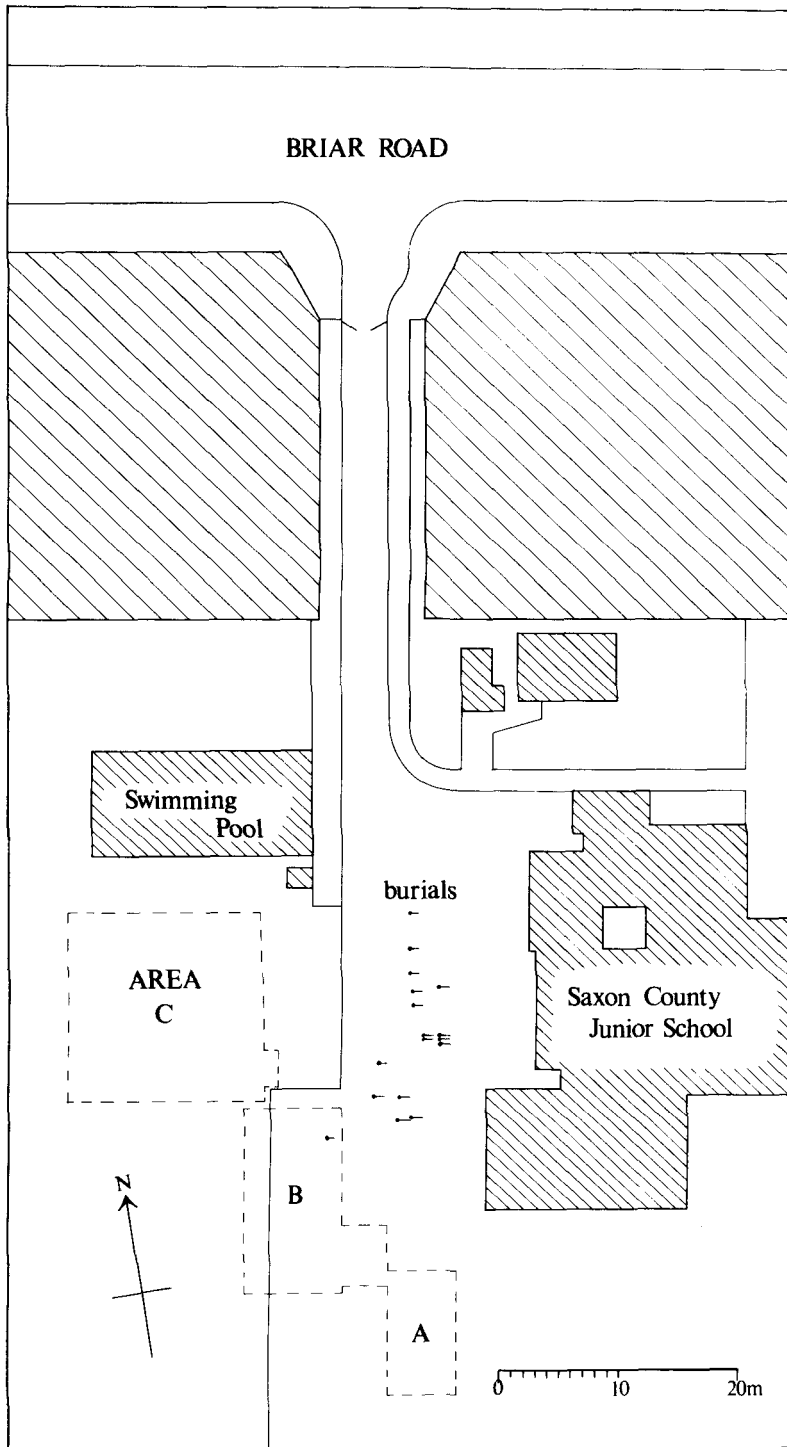 BRIAR ROAD
Swimming
Pool
burials
AREA
C
Saxon County
Junior School
N
B
A
0 10 20m